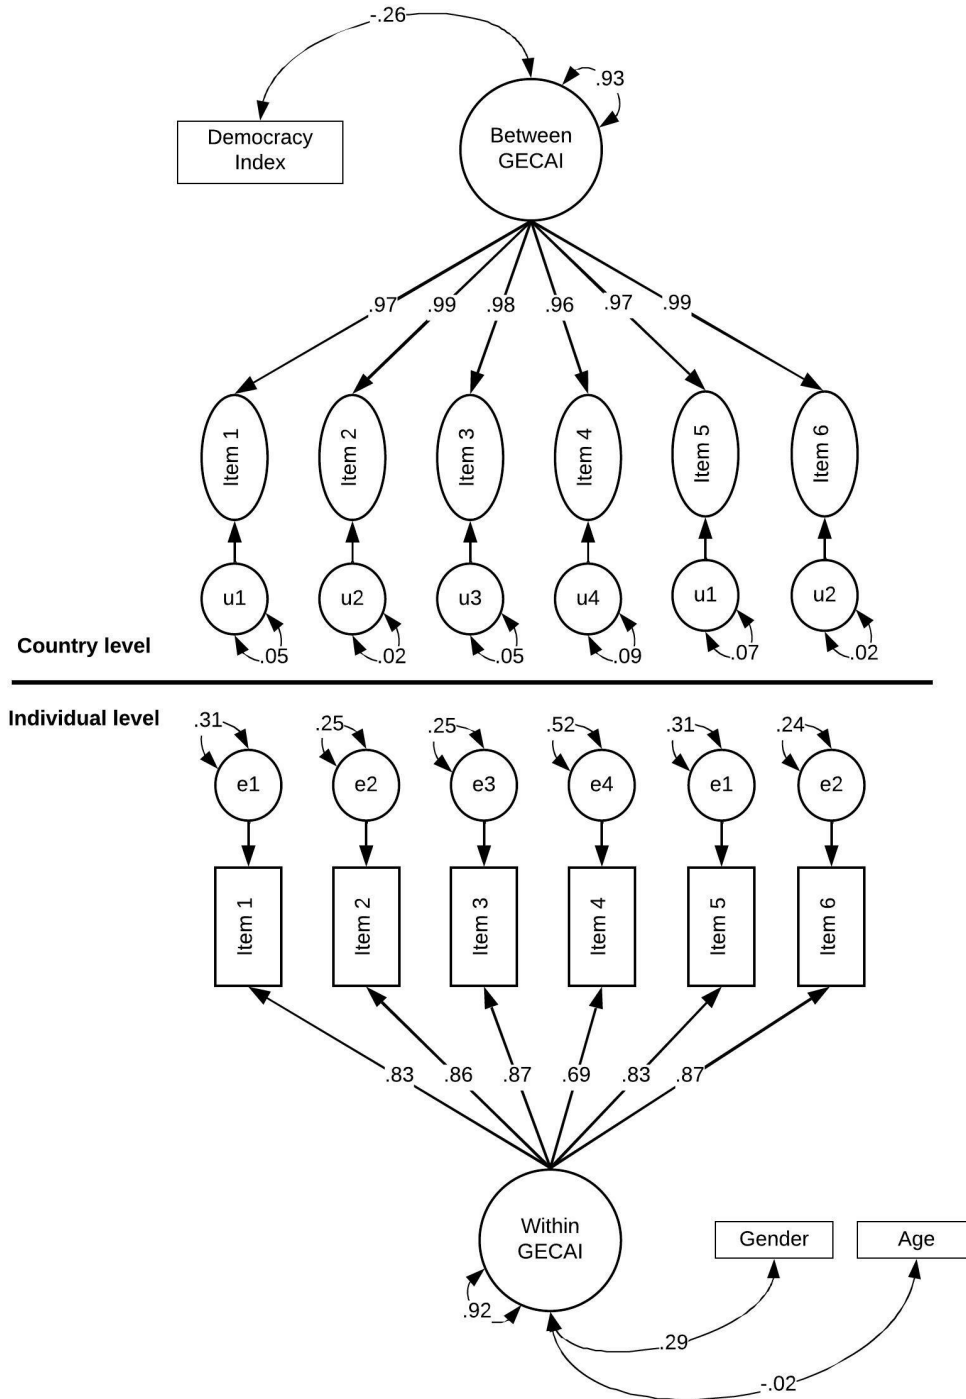 -.26
.93
Democracy
Index
Between
GECAI
.97 .99 .98 .96 .97 .99
Item 1 Item 2 Item 3 Item 4 Item 5 Item 6
u1 u2 u3 u4 u1 u2
.05 .02 .05 .09 .07 .02
Country level
Individual level
.31 .25 .25 .52 .31 .24
e1 e2 e3 e4 e1 e2
Item 1 Item 2 Item 3 Item 4 Item 5 Item 6
.83 .86 .87 .69 .83 .87
Within
GECAI
Gender Age
.92
.29
-.02